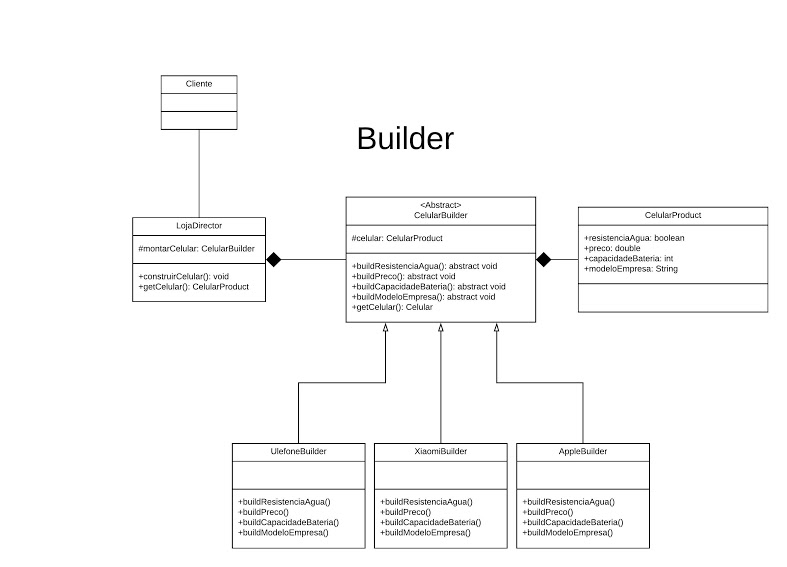 Cliente
Builder
LojaDirector
#montarCelular: CelularBuilder
+construirCelular(): void
+getCelular(): CelularProduct
<Abstract>
CelularBuilder
#celular: CelularProduct
+buildResistenciaAgua(): abstract void
+buildPreco(): abstract void
+buildCapacidadeBateria(): abstract void
+buildModeloEmpresa(): abstract void
+getCelular(): Celular
CelularProduct
+resistenciaAgua: boolean
+preco: double
+capacidadeBateria: int
+modeloEmpresa: String
UlefoneBuilder
+buildResistenciaAgua()
+buildPreco()
+buildCapacidadeBateria()
+buildModeloEmpresa()
XiaomiBuilder
+buildResistenciaAgua()
+buildPreco()
+buildCapacidadeBateria()
+buildModeloEmpresa()
AppleBuilder
+buildResistenciaAgua()
+buildPreco()
+buildCapacidadeBateria()
+buildModeloEmpresa()